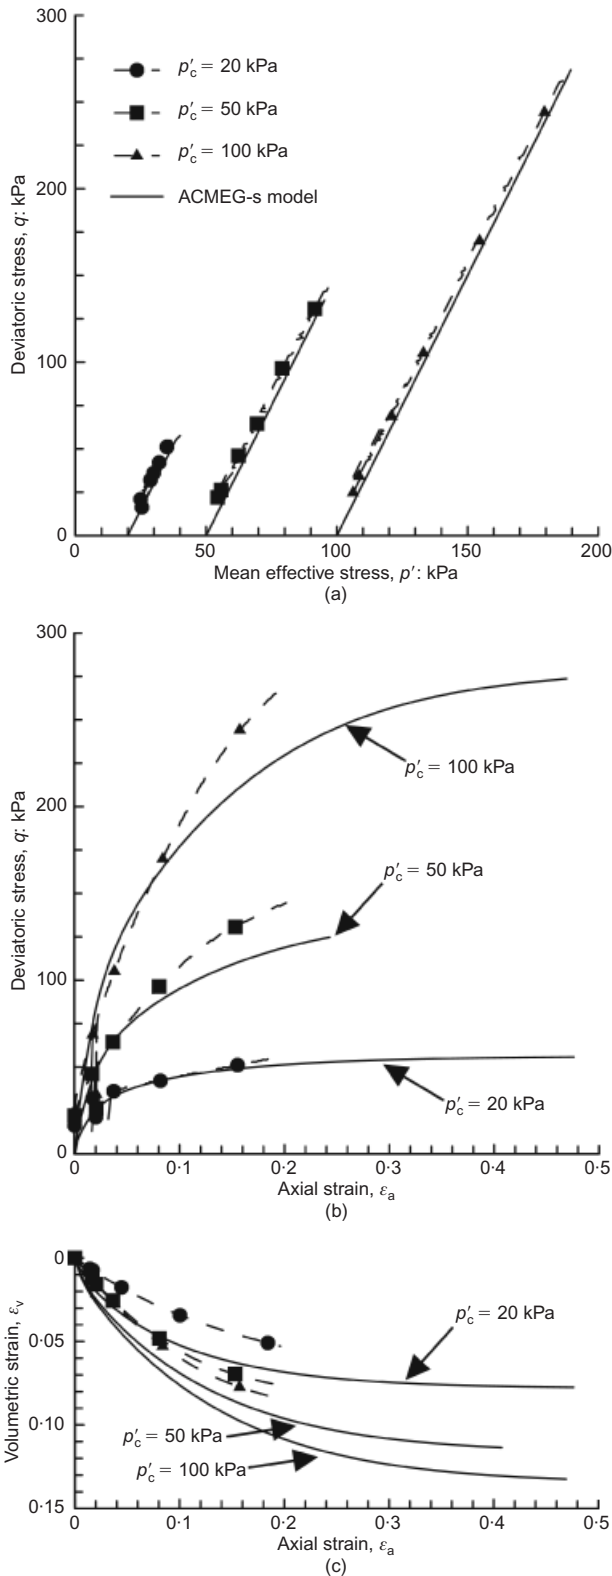 300
p′c = 20 kPa
p′c = 50 kPa
p′c = 100 kPa
ACMEG-s model
200
100
0
Deviatoric stress, q: kPa
0 50 100 150 200
Mean effective stress, p′: kPa
(a)
300
200
100
0
Deviatoric stress, q: kPa
p′c = 100 kPa
p′c = 50 kPa
p′c = 20 kPa
0 0·1 0·2 0·3 0·4 0·5
Axial strain, εa
(b)
0
0·05
0·10
0·15
Volumetric strain, εv
p′c = 20 kPa
p′c = 50 kPa
p′c = 100 kPa
0 0·1 0·2 0·3 0·4 0·5
Axial strain, εa
(c)